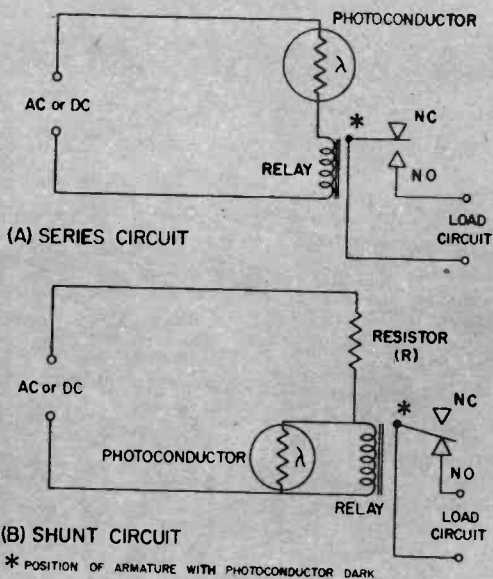 PHOTOCONDUCTOR
λ
AC or DC
*
NC
RELAY
NO
LOAD
CIRCUIT
(A) SERIES CIRCUIT
RESISTOR
(R)
AC or DC
*
NC
PHOTOCONDUCTOR
λ
NO
RELAY
LOAD
CIRCUIT
(B) SHUNT CIRCUIT
* POSITION OF ARMATURE WITH PHOTOCONDUCTOR DARK